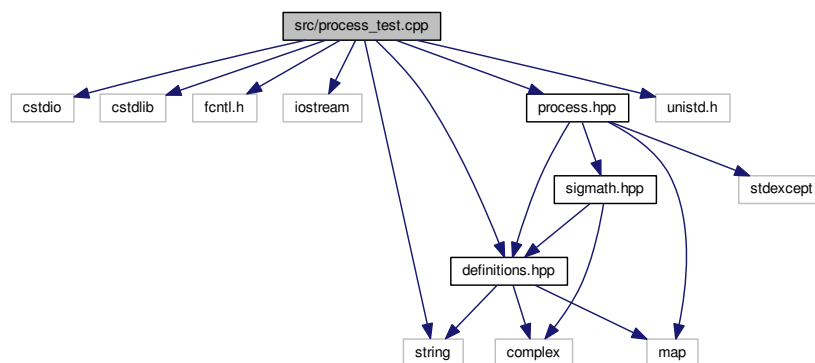 src/process_test.cpp
cstdio
cstdlib
fcntl.h
iostream
process.hpp
unistd.h
sigmath.hpp
stdexcept
definitions.hpp
string
complex
map